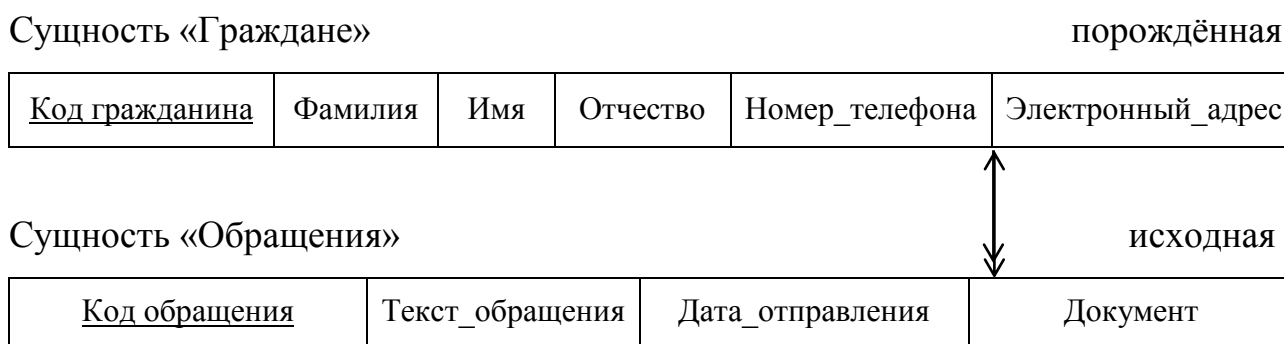 Сущность «Граждане» порождённая
Код гражданина Фамилия Имя Отчество Номер_телефона Электронный_адрес
Сущность «Обращения» исходная
Код обращения Текст_обращения Дата_отправления Документ